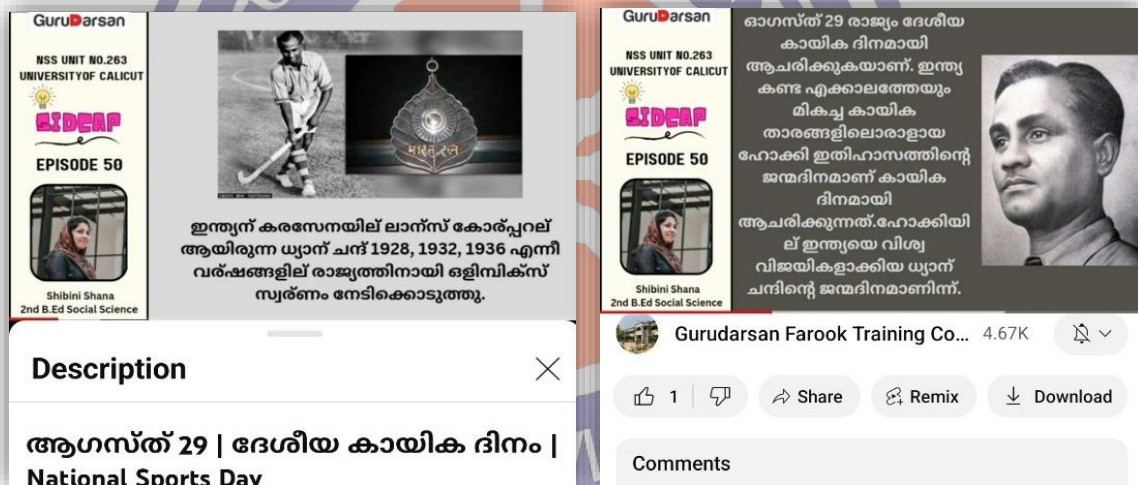 GuruDarsan
NSS UNIT NO.263
UNIVERSITYOF CALICUT
SIDCAP
EPISODE 50
Shibini Shana
2nd B.Ed Social Science
भारत रत्न
ഇന്ത്യന് കരസേനയില് ലാന്സ് കോര്പ്പറല്
ആയിരുന്ന ധ്യാന് ചന്ദ് 1928, 1932, 1936 എന്നീ
വര്ഷങ്ങളില് രാജ്യത്തിനായി ഒളിമ്പിക്സ്
സ്വര്ണം നേടിക്കൊടുത്തു.
Description
ആഗസ്ത് 29 | ദേശീയ കായിക ദിനം |
National Sports Day
GuruDarsan
NSS UNIT NO.263
UNIVERSITYOF CALICUT
SIDCAP
EPISODE 50
Shibini Shana
2nd B.Ed Social Science
ഓഗസ്ത് 29 രാജ്യം ദേശീയ
കായിക ദിനമായി
ആചരിക്കുകയാണ്. ഇന്ത്യ
കണ്ട എക്കാലത്തേയും
മികച്ച കായിക
താരങ്ങളിലൊരാളായ
ഹോക്കി ഇതിഹാസത്തിന്റെ
ജന്മദിനമാണ് കായിക
ദിനമായി
ആചരിക്കുന്നത്.ഹോക്കിയി
ല് ഇന്ത്യയെ വിശ്വ
വിജയികളാക്കിയ ധ്യാന്
ചന്ദിന്റെ ജന്മദിനമാണിന്ന്.
Gurudarsan Farook Training Co... 4.67K
1 Share Remix Download
Comments